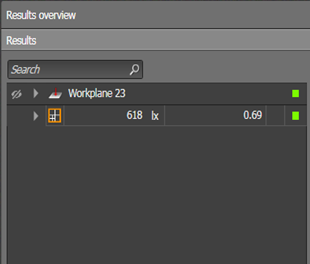 Results overview
Results
Search
Workplane 23
618 lx 0.69